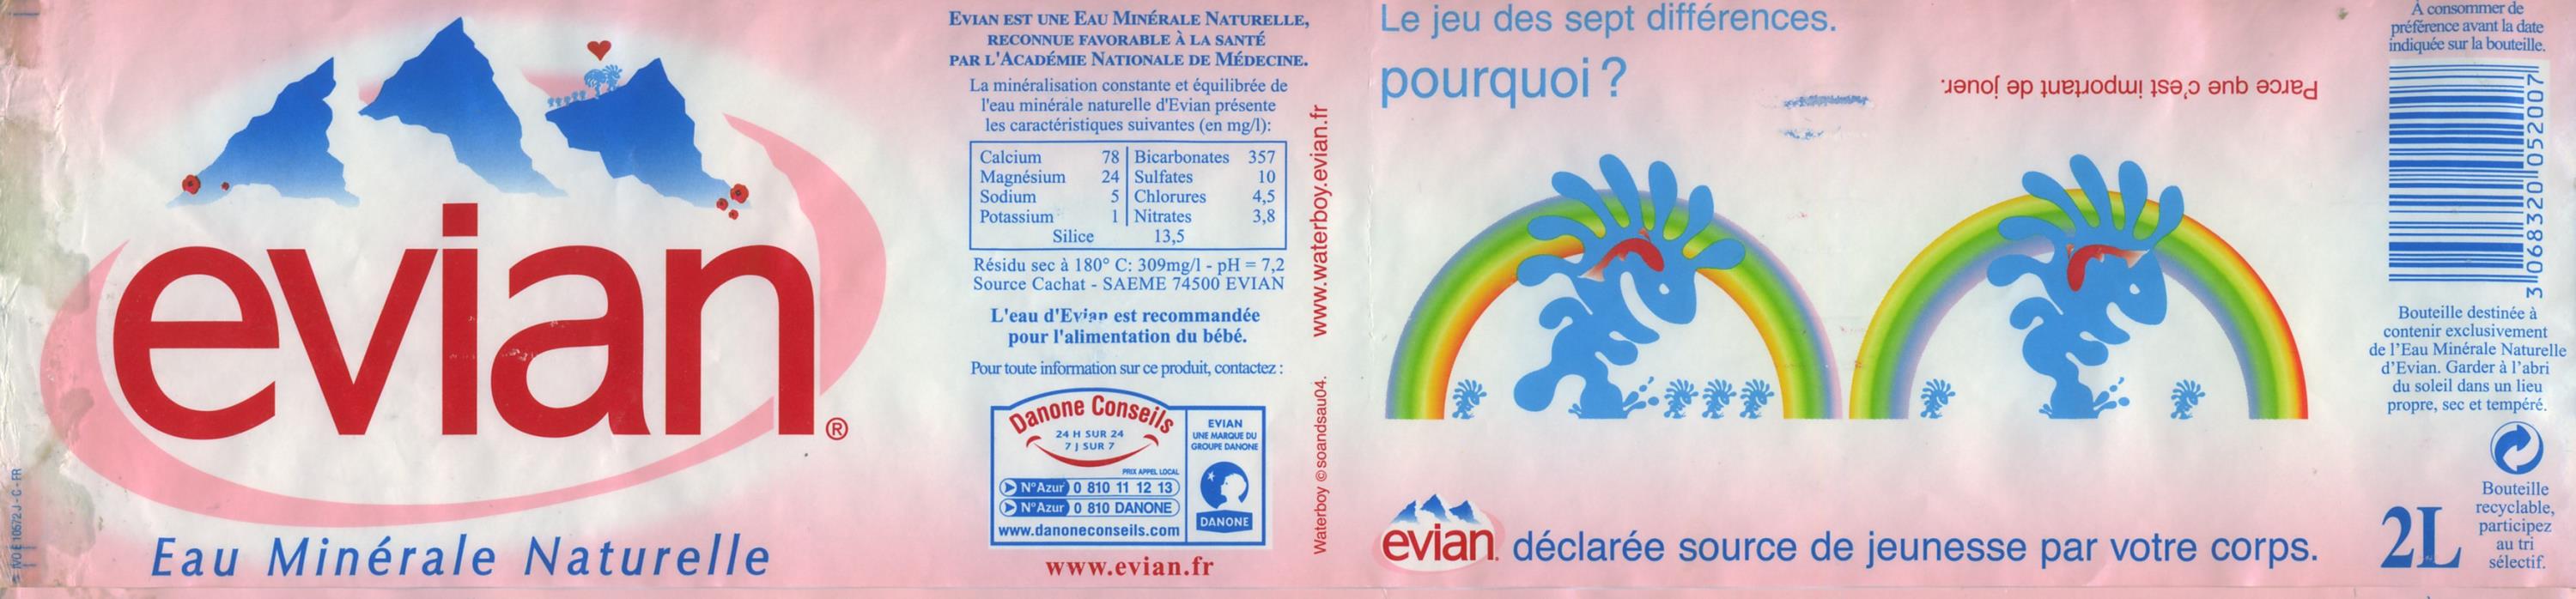 evian®
Eau Minérale Naturelle
EVIAN EST UNE EAU MINÉRALE NATURELLE,
RECONNUE FAVORABLE À LA SANTÉ
PAR L'ACADÉMIE NATIONALE DE MÉDECINE.
La minéralisation constante et équilibrée de
l'eau minérale naturelle d'Evian présente
les caractéristiques suivantes (en mg/l):
Calcium 78 Bicarbonates 357
Magnésium 24 Sulfates 10
Sodium 5 Chlorures 4,5
Potassium 1 Nitrates 3,8
Silice 13,5
Résidu sec à 180° C: 309mg/l - pH = 7,2
Source Cachat - SAEME 74500 EVIAN
L'eau d'Evian est recommandée
pour l'alimentation du bébé.
Pour toute information sur ce produit, contactez :
Danone Conseils
24 H SUR 24
7 J SUR 7
PRIX APPEL LOCAL
N°Azur 0 810 11 12 13
N°Azur 0 810 DANONE
www.danoneconseils.com
EVIAN
UNE MARQUE DU
GROUPE DANONE
DANONE
www.evian.fr
Waterboy ©soandsau04. www.waterboy.evian.fr
Le jeu des sept différences.
pourquoi ?
Parce que c'est important de jouer.
evian. déclarée source de jeunesse par votre corps.
À consommer de
préférence avant la date
indiquée sur la bouteille.
3 068320 052007
Bouteille destinée à
contenir exclusivement
de l'Eau Minérale Naturelle
d'Evian. Garder à l'abri
du soleil dans un lieu
propre, sec et tempéré.
2L
Bouteille
recyclable,
participez
au tri
sélectif.